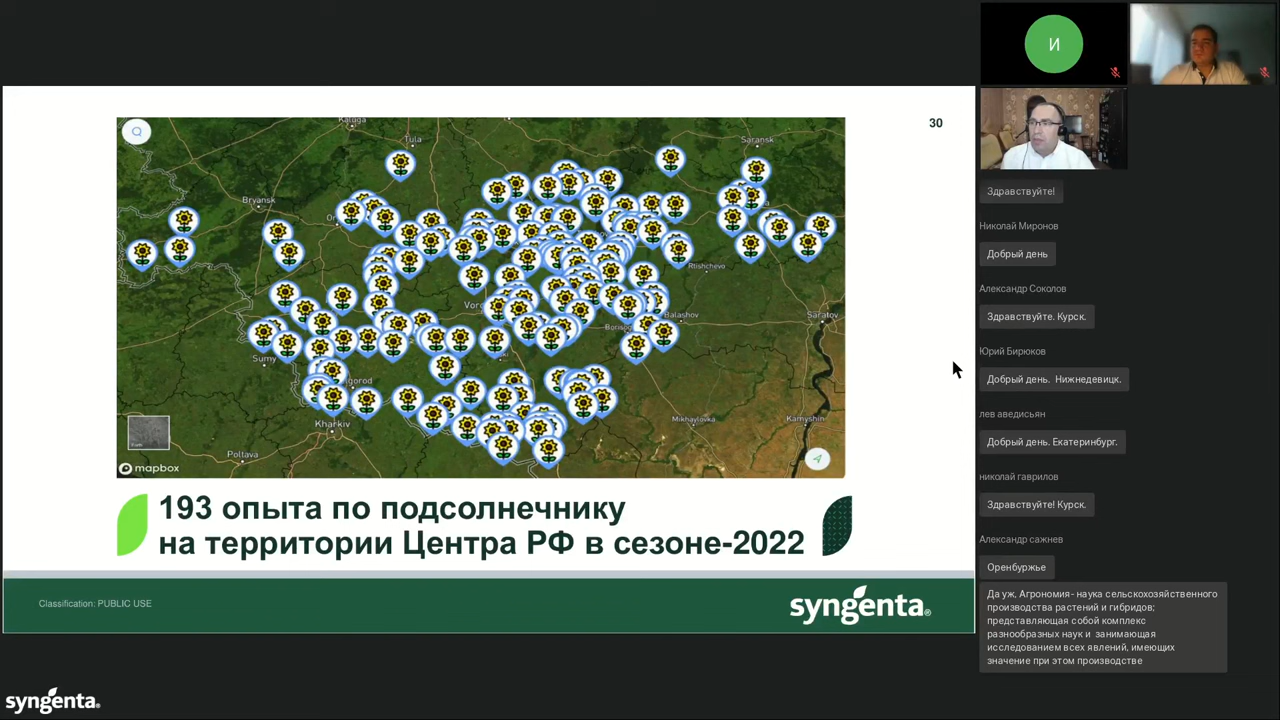 30
Kaluga
Tula
Saransk
Bryansk
Rtishchevo
Balashov
Saratov
Sumy
Kharkiv
Poltava
Mikhaylovka
Kamyshin
mapbox
193 опыта по подсолнечнику
на территории Центра РФ в сезоне-2022
Classification: PUBLIC USE
syngenta®
syngenta®
И
Здравствуйте!
Николай Миронов
Добрый день
Александр Соколов
Здравствуйте. Курск.
Юрий Бирюков
Добрый день. Нижнедевицк.
лев аведисьян
Добрый день. Екатеринбург.
николай гаврилов
Здравствуйте! Курск.
Александр сажнев
Оренбуржье
Да уж, Агрономия- наука сельскохозяйственного
производства растений и гибридов;
представляющая собой комплекс
разнообразных наук и занимающая
исследованием всех явлений, имеющих
значение при этом производстве